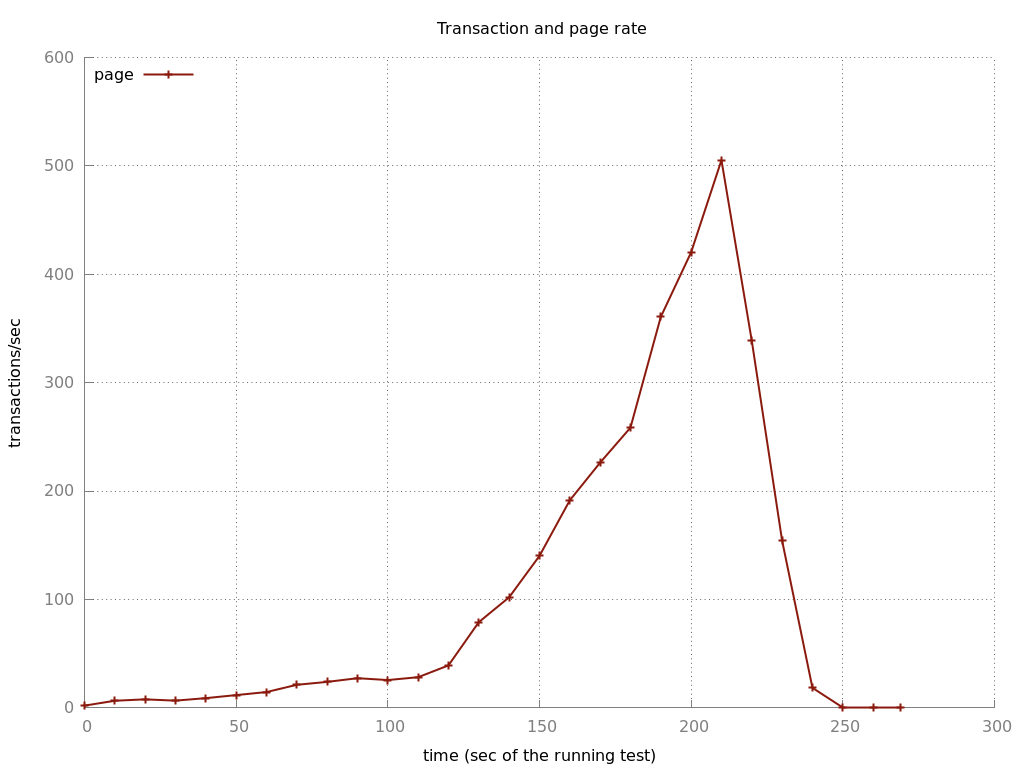 Transaction and page rate
page
600
500
400
300
200
100
0
transactions/sec
0 50 100 150 200 250 300
time (sec of the running test)